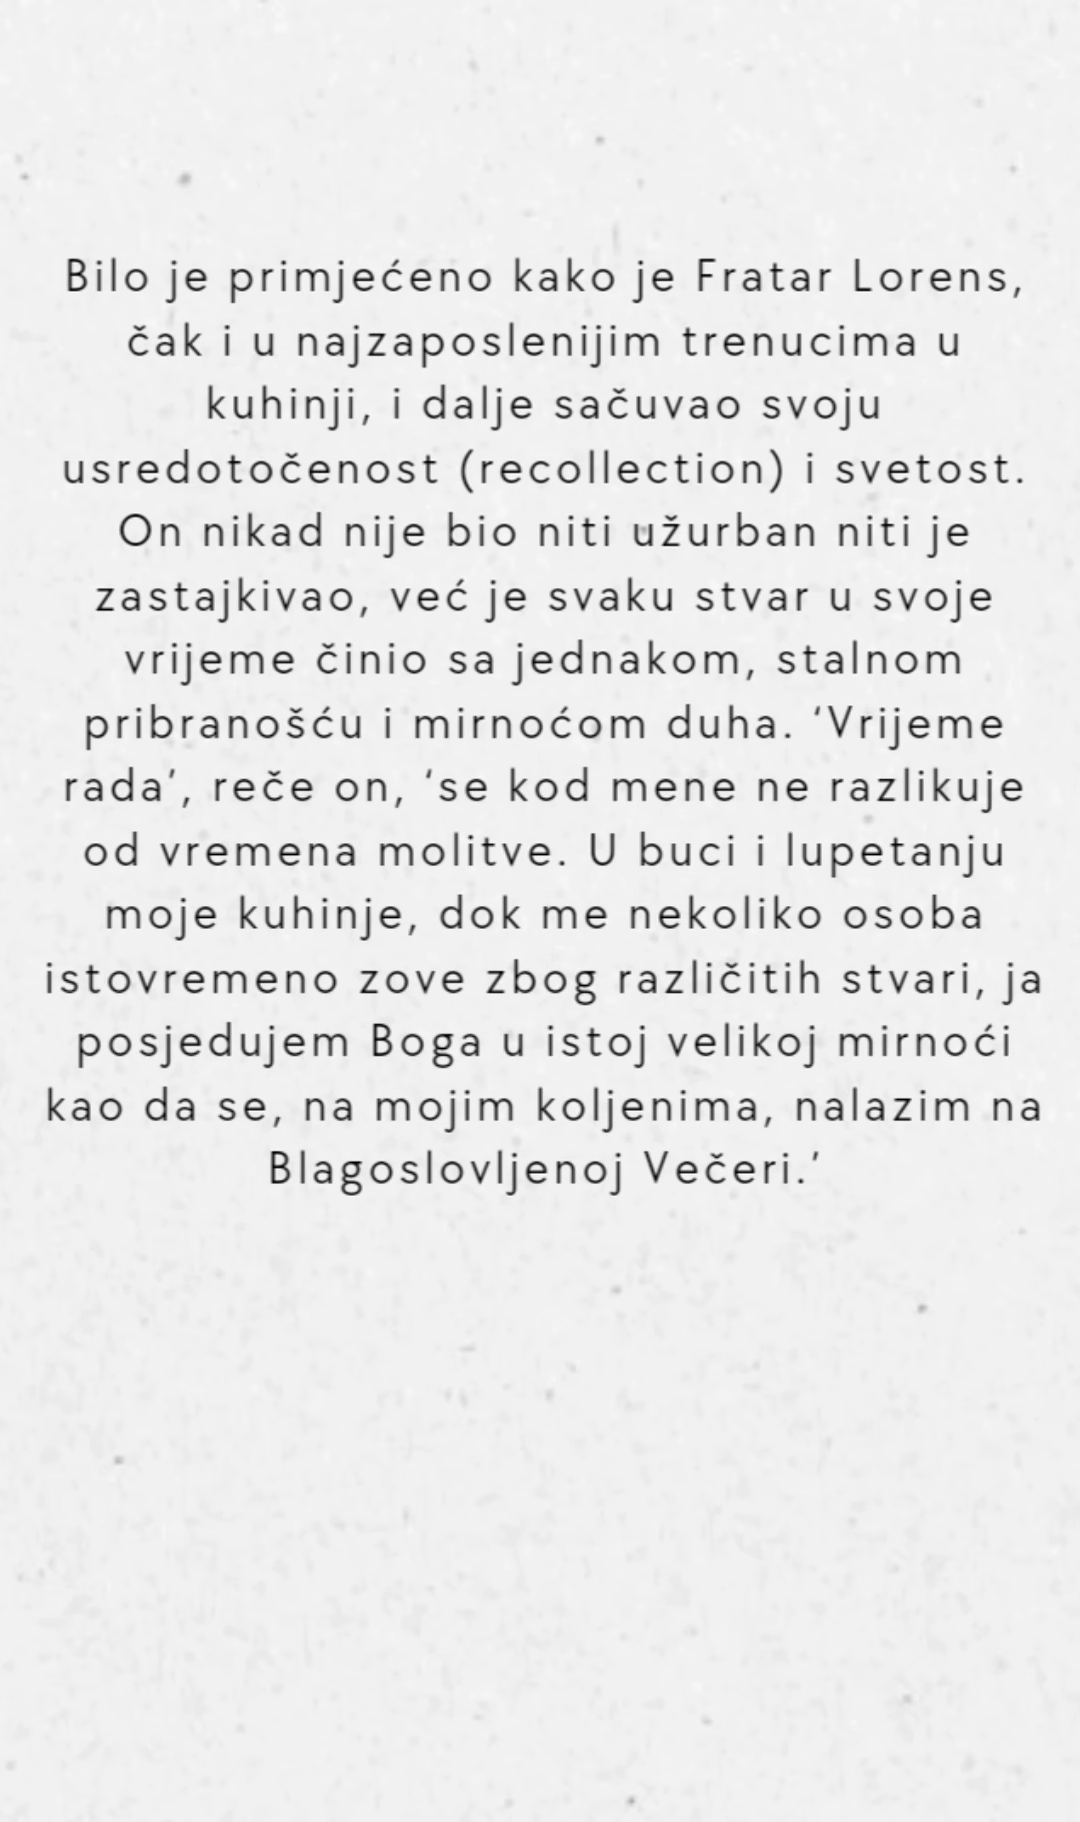 Bilo je primjećeno kako je Fratar Lorens,
čak i u najzaposlenijim trenucima u
kuhinji, i dalje sačuvao svoju
usredotočenost (recollection) i svetost.
On nikad nije bio niti užurban niti je
zastajkivao, već je svaku stvar u svoje
vrijeme činio sa jednakom, stalnom
pribranošću i mirnoćom duha. ‘Vrijeme
rada’, reče on, ‘se kod mene ne razlikuje
od vremena molitve. U buci i lupetanju
moje kuhinje, dok me nekoliko osoba
istovremeno zove zbog različitih stvari, ja
posjedujem Boga u istoj velikoj mirnoći
kao da se, na mojim koljenima, nalazim na
Blagoslovljenoj Večeri.’